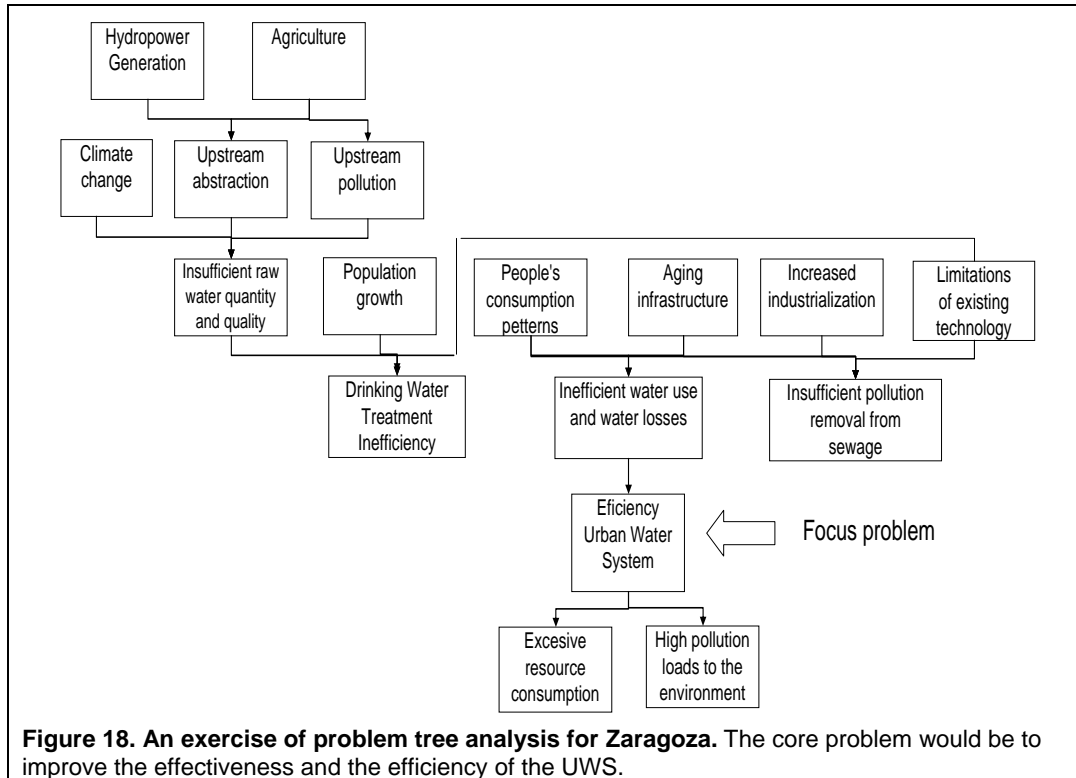 Hydropower
Generation
Agriculture
Climate
change
Upstream
abstraction
Upstream
pollution
Insufficient raw
water quantity
and quality
Population
growth
People's
consumption
petterns
Aging
infrastructure
Increased
industrialization
Limitations
of existing
technology
Drinking Water
Treatment
Inefficiency
Inefficient water use
and water losses
Insufficient pollution
removal from
sewage
Eficiency
Urban Water
System
Focus problem
Excesive
resource
consumption
High pollution
loads to the
environment
Figure 18. An exercise of problem tree analysis for Zaragoza. The core problem would be to
improve the effectiveness and the efficiency of the UWS.